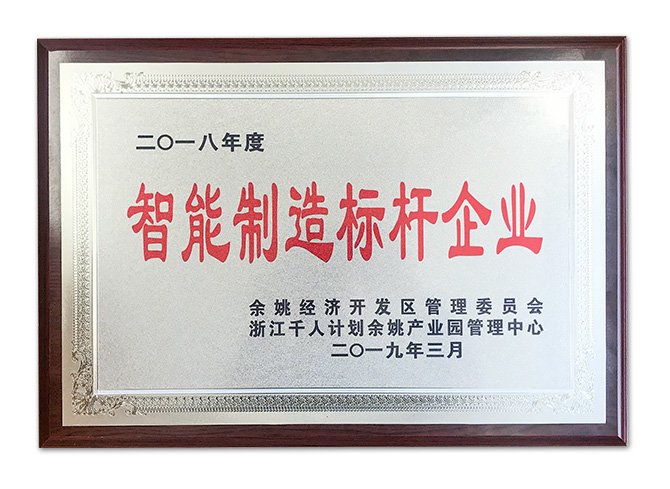 二〇一八年度
智能制造标杆企业
余姚经济开发区管理委员会
浙江千人计划余姚产业园管理中心
二〇一九年三月